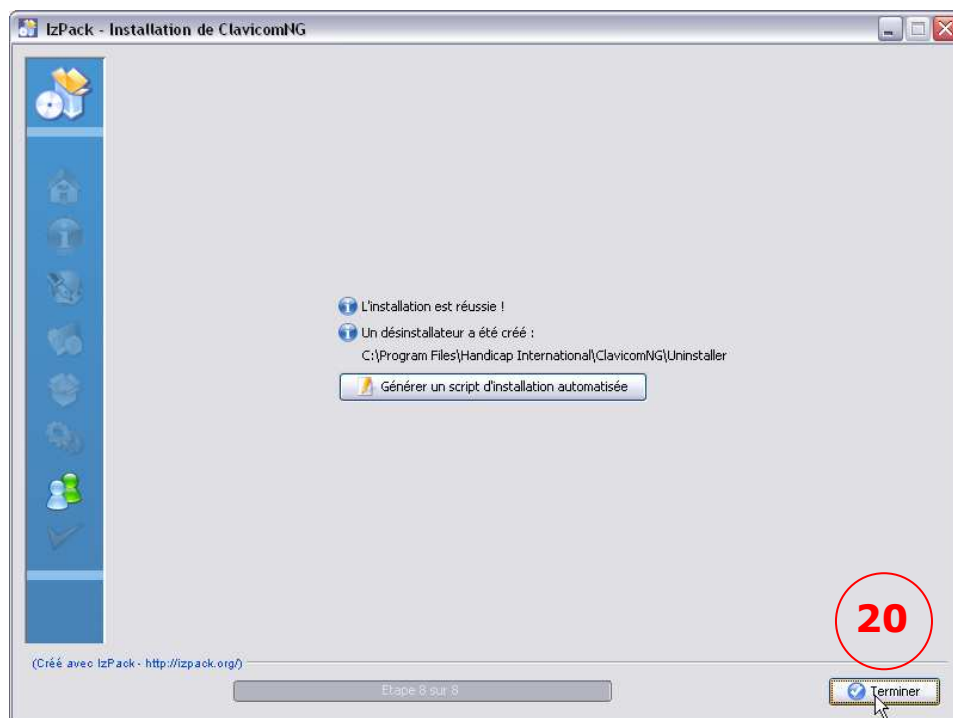 IzPack - Installation de ClavicomNG
L'installation est réussie !
Un désinstallateur a été créé :
C:\Program Files\Handicap International\ClavicomNG\Uninstaller
Générer un script d'installation automatisée
20
(Créé avec IzPack - http://izpack.org/)
Etape 8 sur 8
Terminer